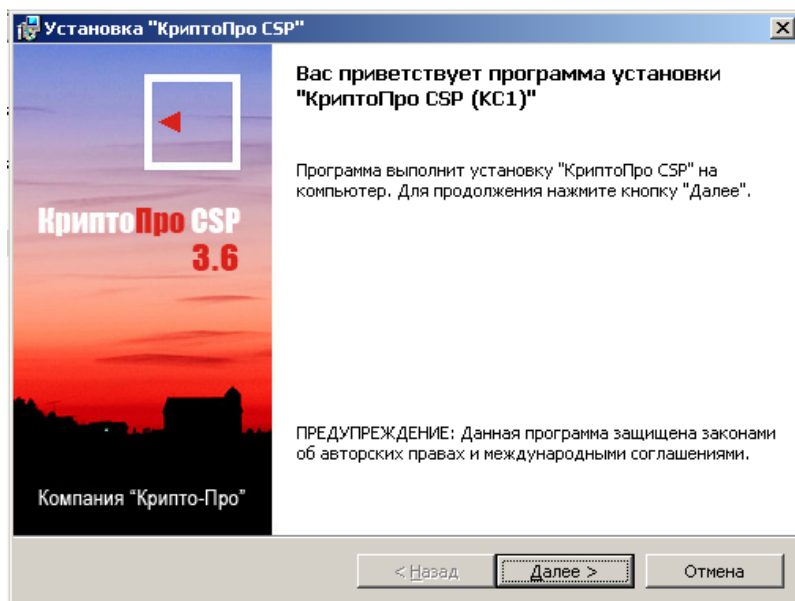 Установка "КриптоПро CSP"
Вас приветствует программа установки
"КриптоПро CSP (КС1)"
Программа выполнит установку "КриптоПро CSP" на
компьютер. Для продолжения нажмите кнопку "Далее".
КриптоПро CSP
3.6
ПРЕДУПРЕЖДЕНИЕ: Данная программа защищена законами
об авторских правах и международными соглашениями.
Компания “Крипто-Про”
< Назад
Далее >
Отмена